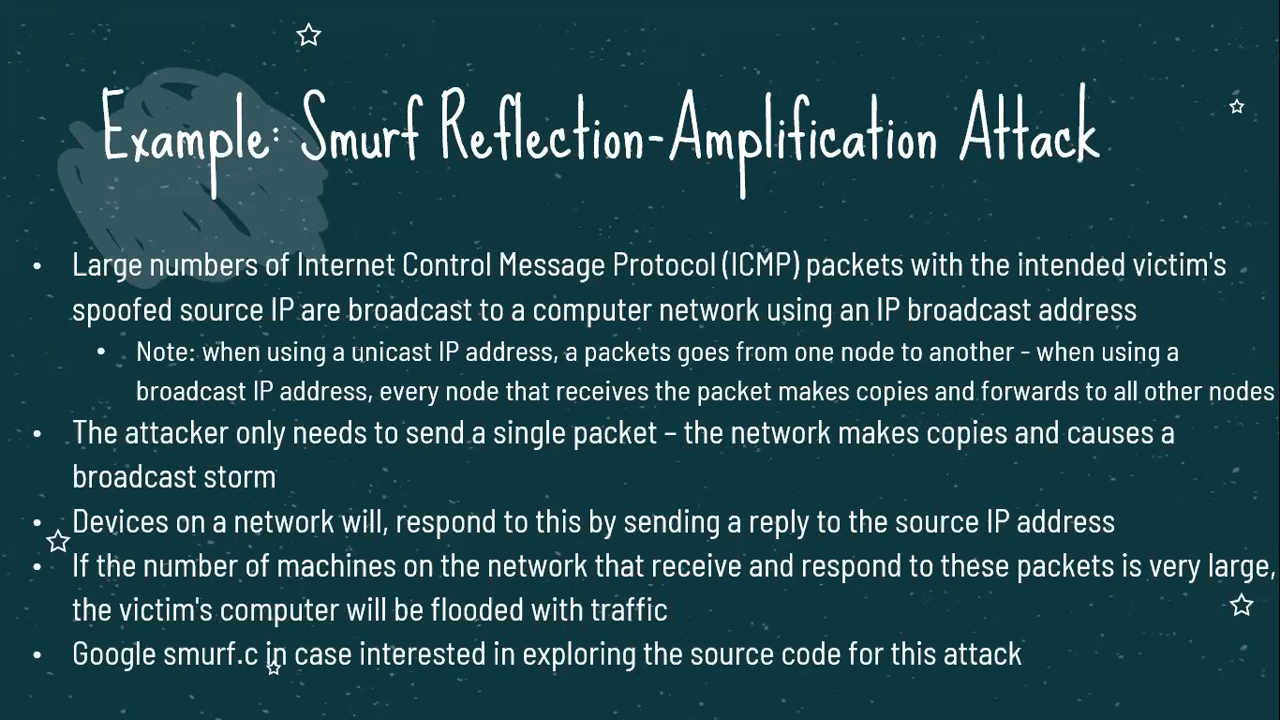 Example: Smurf Reflection-Amplification Attack
• Large numbers of Internet Control Message Protocol (ICMP) packets with the intended victim's
spoofed source IP are broadcast to a computer network using an IP broadcast address
• Note: when using a unicast IP address, a packets goes from one node to another - when using a
broadcast IP address, every node that receives the packet makes copies and forwards to all other nodes
• The attacker only needs to send a single packet – the network makes copies and causes a
broadcast storm
• Devices on a network will, respond to this by sending a reply to the source IP address
• If the number of machines on the network that receive and respond to these packets is very large,
the victim's computer will be flooded with traffic
• Google smurf.c in case interested in exploring the source code for this attack